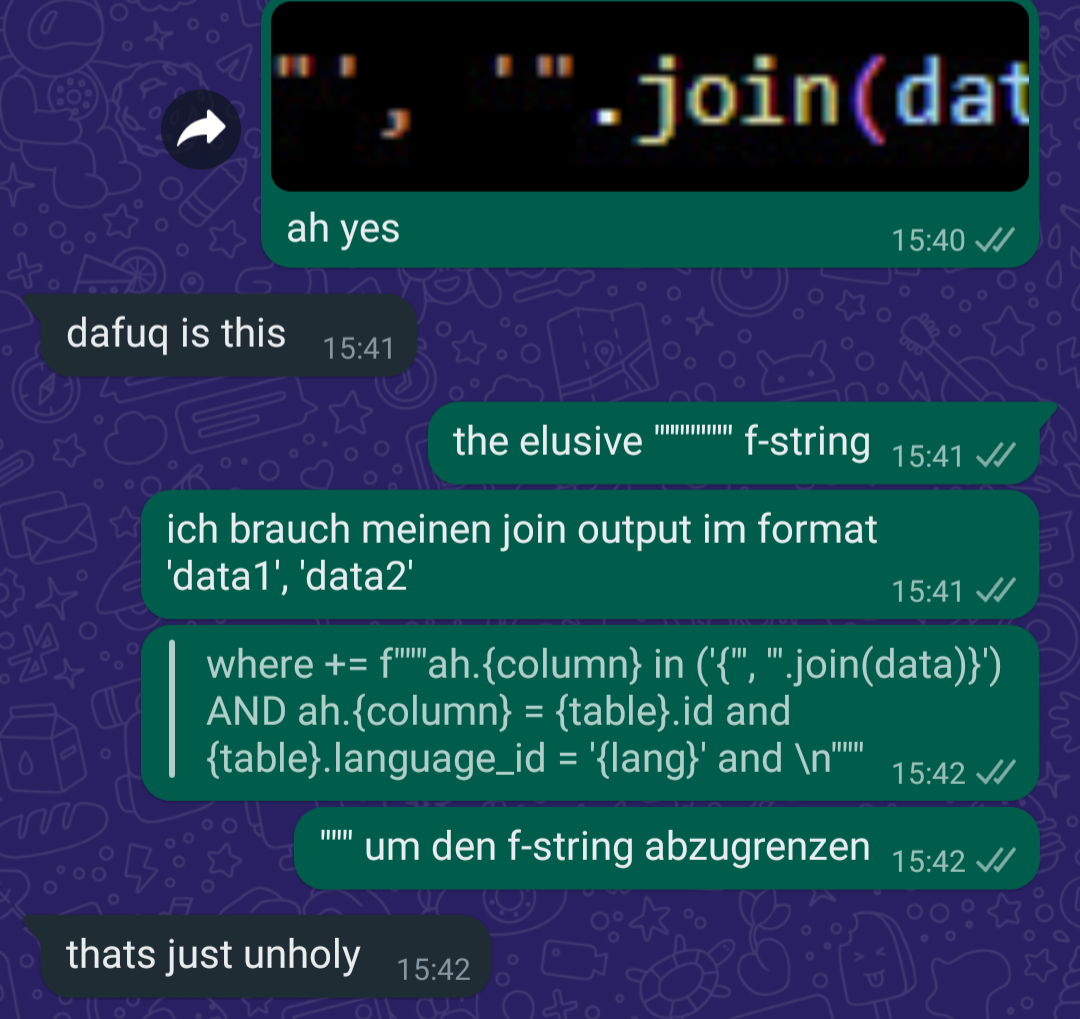 "',  '".join(dat
ah yes
15:40
dafuq is this
15:41
the elusive """"""""" f-string
15:41
ich brauch meinen join output im format
'data1', 'data2'
15:41
where += f"""ah.{column} in ('{"', '".join(data)}')
AND ah.{column} = {table}.id and
{table}.language_id = '{lang}' and \n"""
15:42
""" um den f-string abzugrenzen
15:42
thats just unholy
15:42